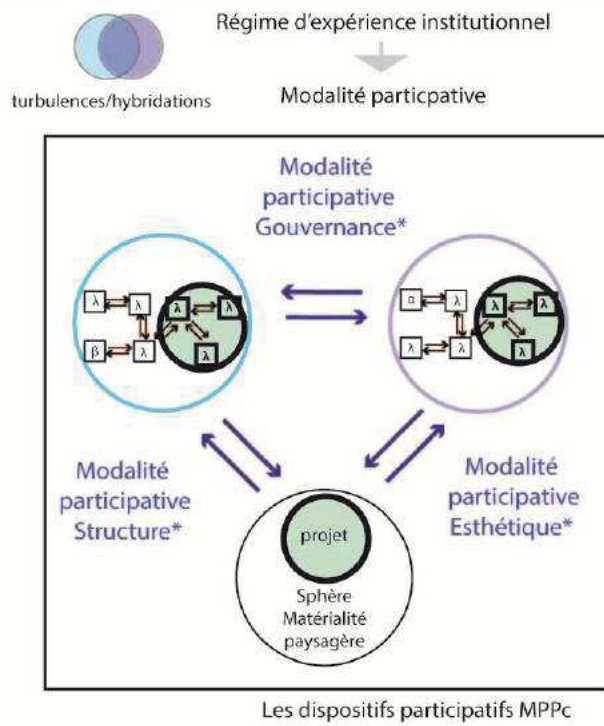 Régime d'expérience institutionnel
turbulences/hybridations
Modalité particpative
Modalité
participative
Gouvernance*
λ λ λ λ
β λ λ
α λ λ λ
λ λ λ
Modalité
participative
Structure*
Modalité
participative
Esthétique*
projet
Sphère
Matérialité
paysagère
Les dispositifs participatifs MPPc